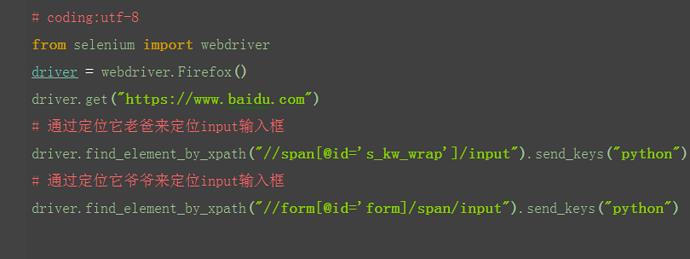 # coding:utf-8
from selenium import webdriver
driver = webdriver.Firefox()
driver.get("https://www.baidu.com")
# 通过定位它老爸来定位input输入框
driver.find_element_by_xpath("//span[@id='s_kw_wrap']/input").send_keys("python")
# 通过定位它爷爷来定位input输入框
driver.find_element_by_xpath("//form[@id='form]/span/input").send_keys("python")